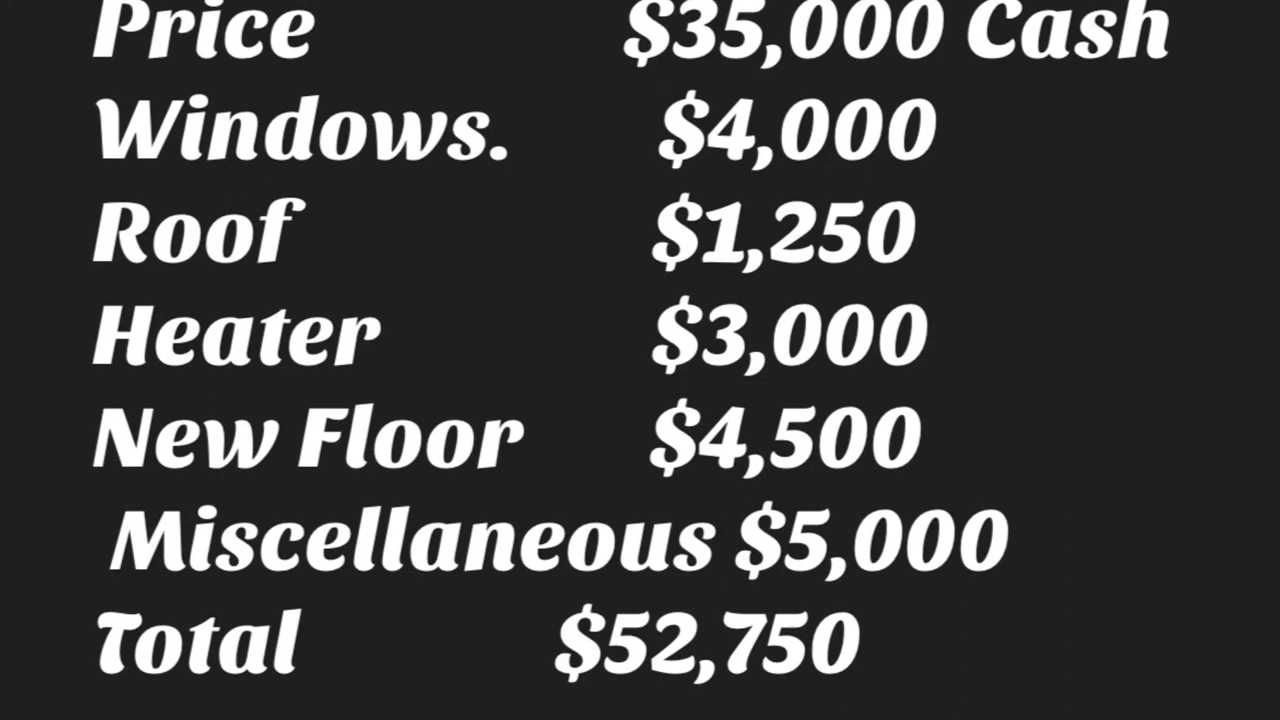 Price $35,000 Cash
Windows. $4,000
Roof $1,250
Heater $3,000
New Floor $4,500
Miscellaneous $5,000
Total $52,750